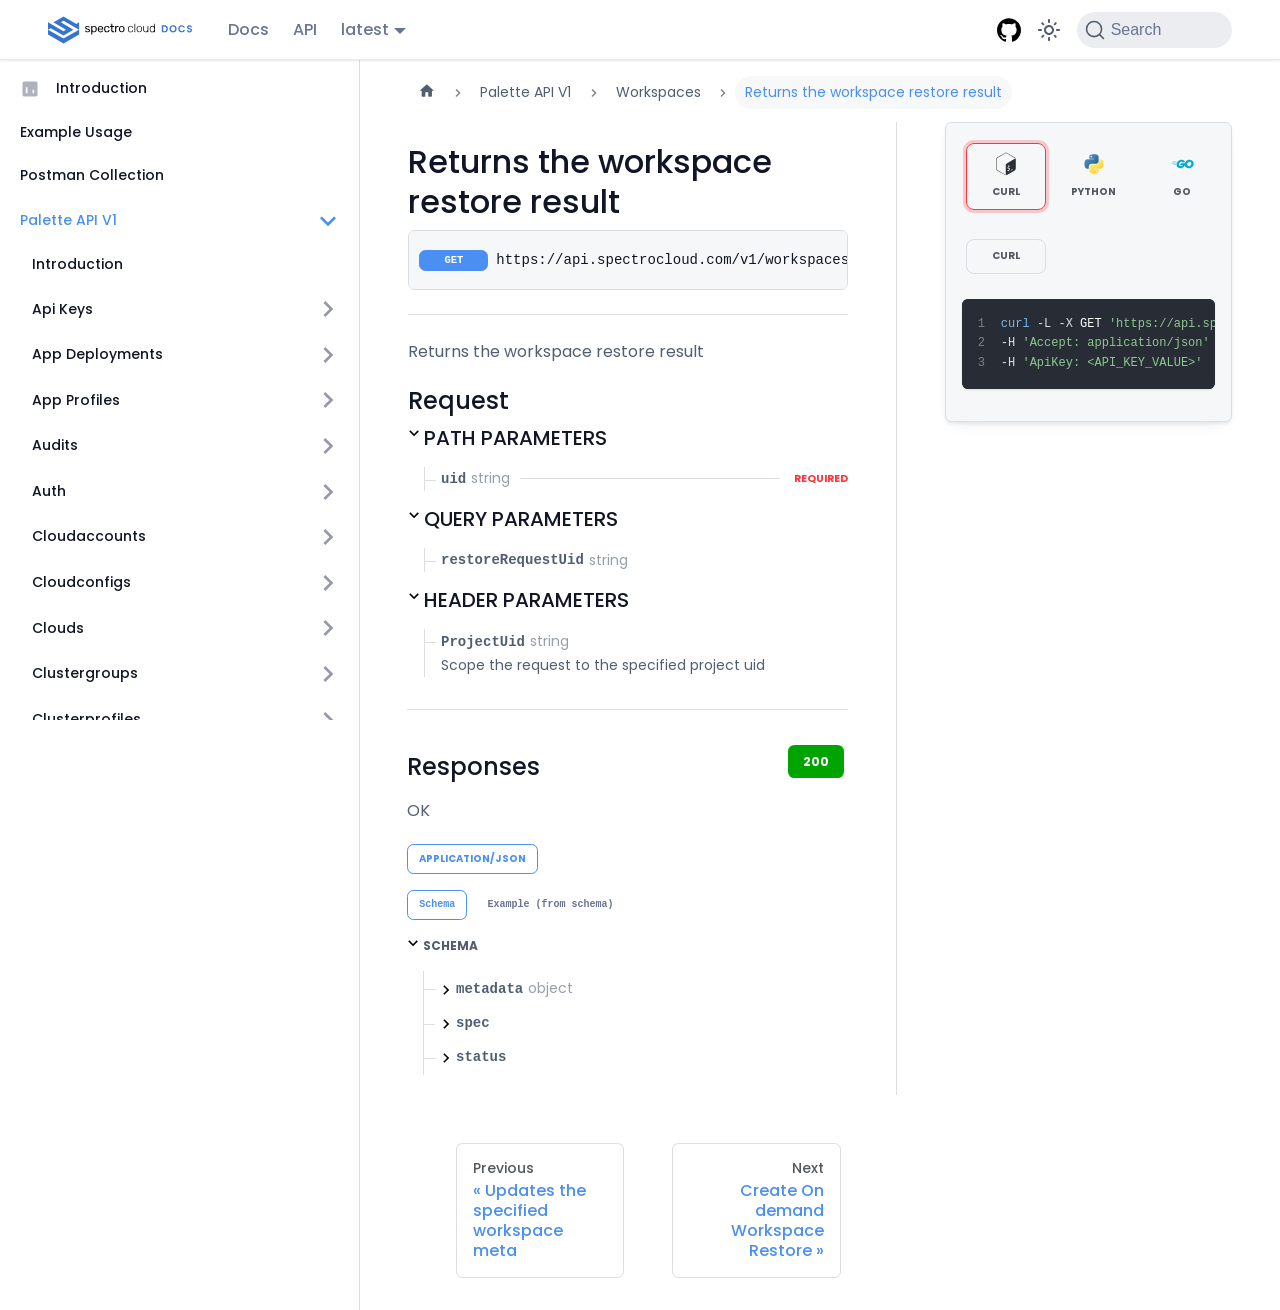 spectro cloud DOCS
Docs
API
latest
Search
Introduction
Example Usage
Postman Collection
Palette API V1
Introduction
Api Keys
App Deployments
App Profiles
Audits
Auth
Cloudaccounts
Cloudconfigs
Clouds
Clustergroups
Clusterprofiles
Palette API V1
Workspaces
Returns the workspace restore result
Returns the workspace
restore result
GET https://api.spectrocloud.com/v1/workspaces
Returns the workspace restore result
Request
PATH PARAMETERS
uid string REQUIRED
QUERY PARAMETERS
restoreRequestUid string
HEADER PARAMETERS
ProjectUid string
Scope the request to the specified project uid
Responses
200
OK
APPLICATION/JSON
Schema Example (from schema)
SCHEMA
metadata object
spec
status
Previous
« Updates the
specified
workspace
meta
Next
Create On
demand
Workspace
Restore »
CURL PYTHON GO
CURL
1 curl -L -X GET 'https://api.sp
2 -H 'Accept: application/json'
3 -H 'ApiKey: <API_KEY_VALUE>'